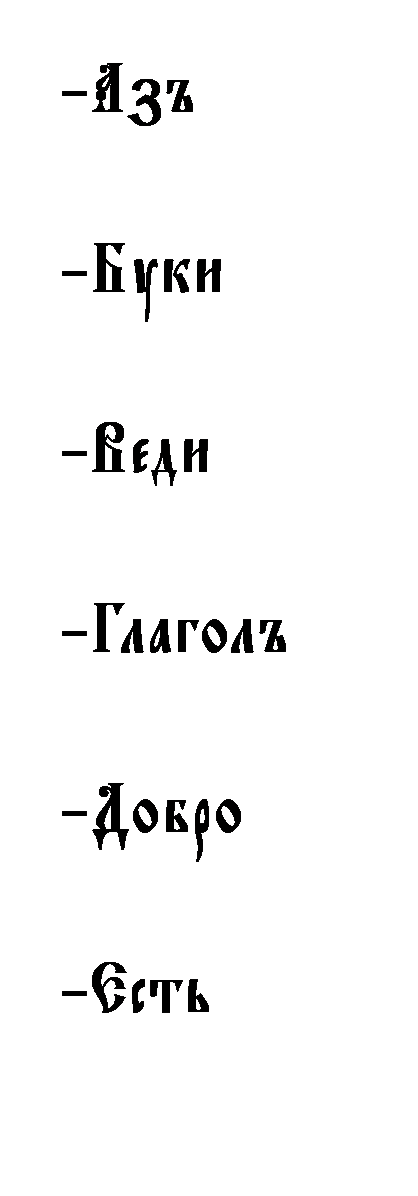 –Азъ
–Буки
–Веди
–Глаголъ
–Добро
–Есть